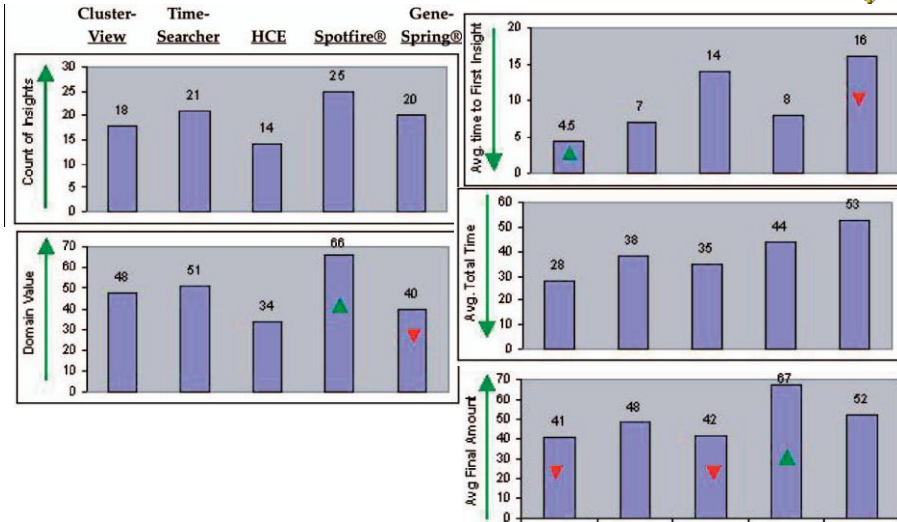 Cluster- Time- Gene-
View Searcher HCE Spotfire® Spring®
Count of Insights
30
25
20
15
10
5
0
18 21 14 25 20
Domain Value
70
60
50
40
30
20
10
0
48 51 34 66 40
Avg. time to First Insight
20
15
10
5
0
4.5 7 14 8 16
Avg. Total Time
60
50
40
30
20
10
0
28 38 35 44 53
Avg Final Amount
70
60
50
40
30
20
10
0
41 48 42 67 52